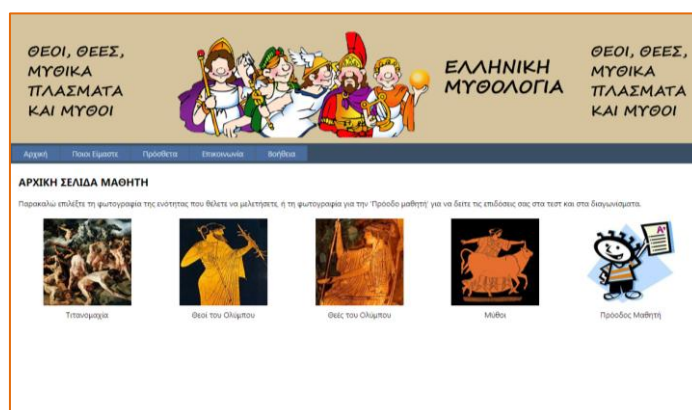 ΘΕΟΙ, ΘΕΕΣ,
ΜΥΘΙΚΑ
ΠΛΑΣΜΑΤΑ
ΚΑΙ ΜΥΘΟΙ
ΕΛΛΗΝΙΚΗ
ΜΥΘΟΛΟΓΙΑ
ΘΕΟΙ, ΘΕΕΣ,
ΜΥΘΙΚΑ
ΠΛΑΣΜΑΤΑ
ΚΑΙ ΜΥΘΟΙ
Αρχική Ποιοι Είμαστε Πρόσθετα Επικοινωνία Βοήθεια
ΑΡΧΙΚΗ ΣΕΛΙΔΑ ΜΑΘΗΤΗ
Παρακαλώ επιλέξτε τη φωτογραφία της ενότητας που θέλετε να μελετήσετε, ή τη φωτογραφία για την 'Πρόοδο μαθητή' για να δείτε τις επιδόσεις σας στα τεστ και στα διαγωνίσματα.
A+
Τιτανομαχία Θεοί του Ολύμπου Θεές του Ολύμπου Μύθοι Πρόοδος Μαθητή